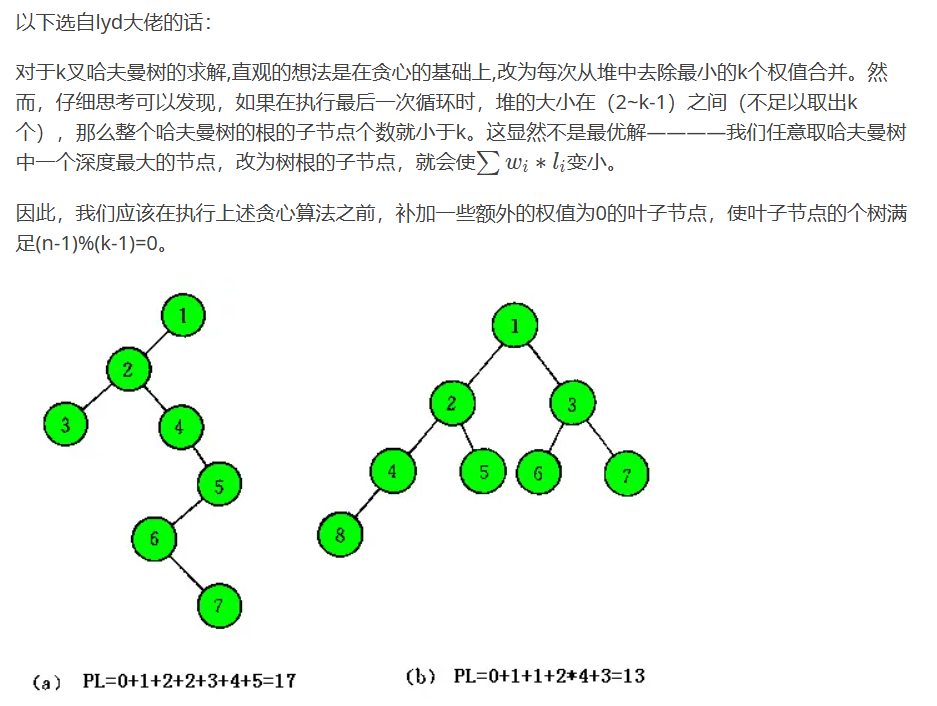 以下选自lyd大佬的话：
对于k叉哈夫曼树的求解,直观的想法是在贪心的基础上,改为每次从堆中去除最小的k个权值合并。然
而，仔细思考可以发现，如果在执行最后一次循环时，堆的大小在（2~k-1）之间（不足以取出k
个），那么整个哈夫曼树的根的子节点个数就小于k。这显然不是最优解————我们任意取哈夫曼树
中一个深度最大的节点，改为树根的子节点，就会使∑ wᵢ * lᵢ变小。
因此，我们应该在执行上述贪心算法之前，补加一些额外的权值为0的叶子节点，使叶子节点的个树满
足(n-1)%(k-1)=0。
1
2
3
4
5
6
7
(a) PL=0+1+2+2+3+4+5=17
1
2
3
4
5
6
7
8
(b) PL=0+1+1+2*4+3=13